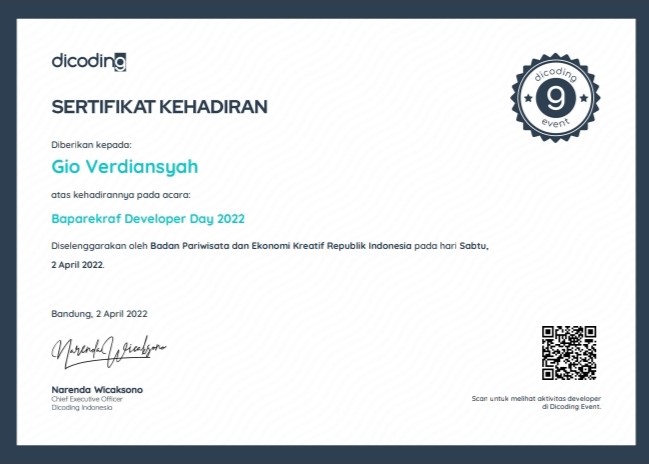 dicoding
SERTIFIKAT KEHADIRAN
dicoding
9
event
Diberikan kepada:
Gio Verdiansyah
atas kehadirannya pada acara:
Baparekraf Developer Day 2022
Diselenggarakan oleh Badan Pariwisata dan Ekonomi Kreatif Republik Indonesia pada hari Sabtu,
2 April 2022.
Bandung, 2 April 2022
Narenda Wicaksono
Narenda Wicaksono
Chief Executive Officer
Dicoding Indonesia
Scan untuk melihat aktivitas developer
di Dicoding Event.